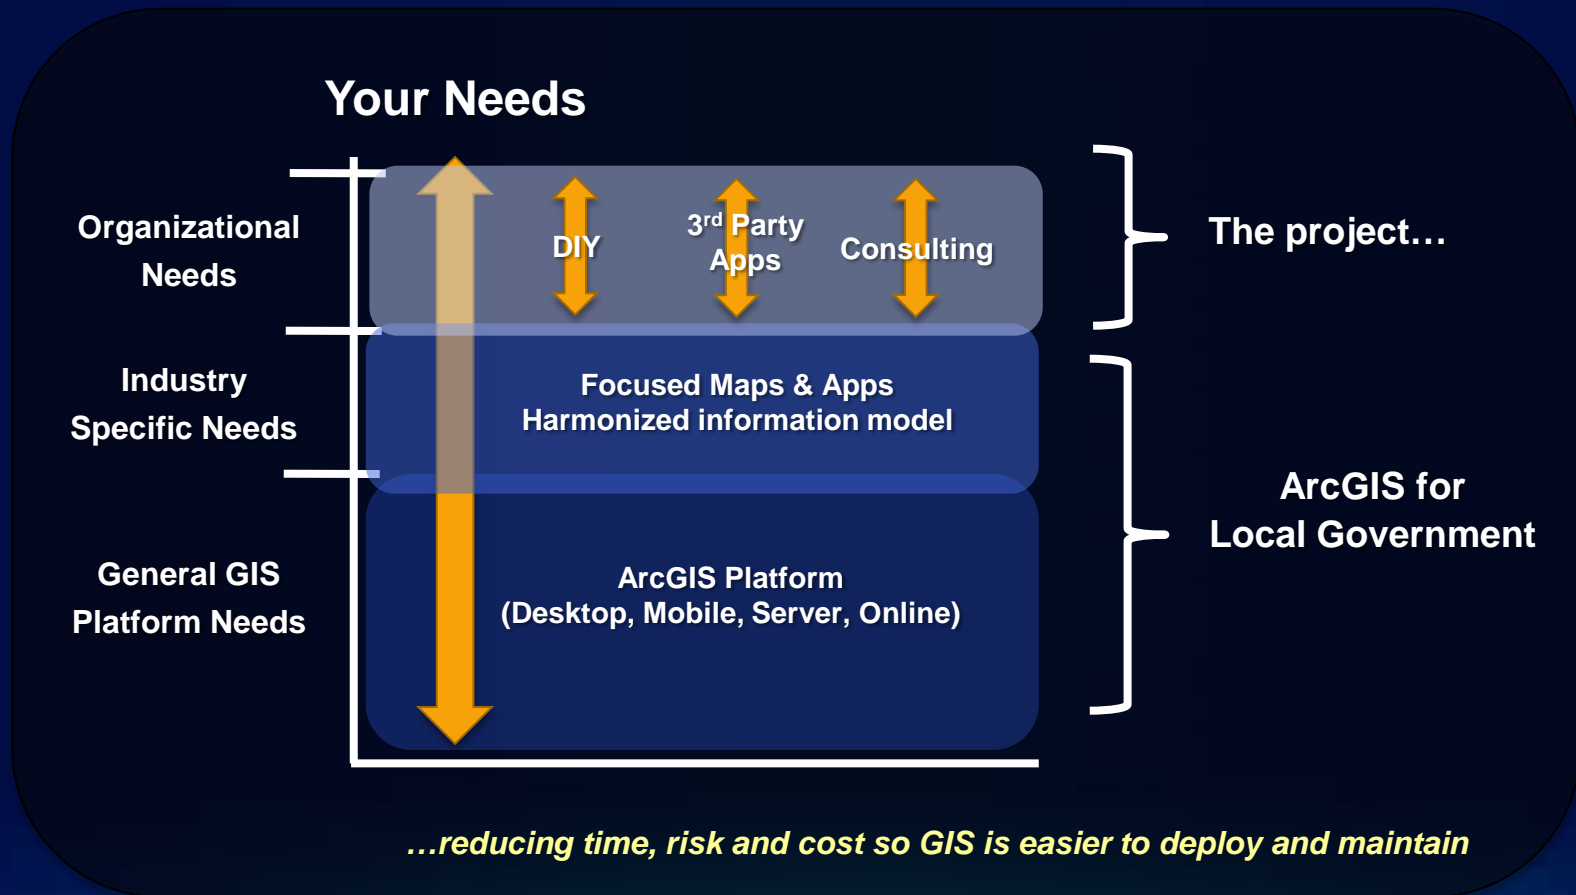 Your Needs
Organizational
Needs
DIY
3rd Party
Apps
Consulting
The project…
Industry
Specific Needs
Focused Maps & Apps
Harmonized information model
ArcGIS for
Local Government
General GIS
Platform Needs
ArcGIS Platform
(Desktop, Mobile, Server, Online)
…reducing time, risk and cost so GIS is easier to deploy and maintain